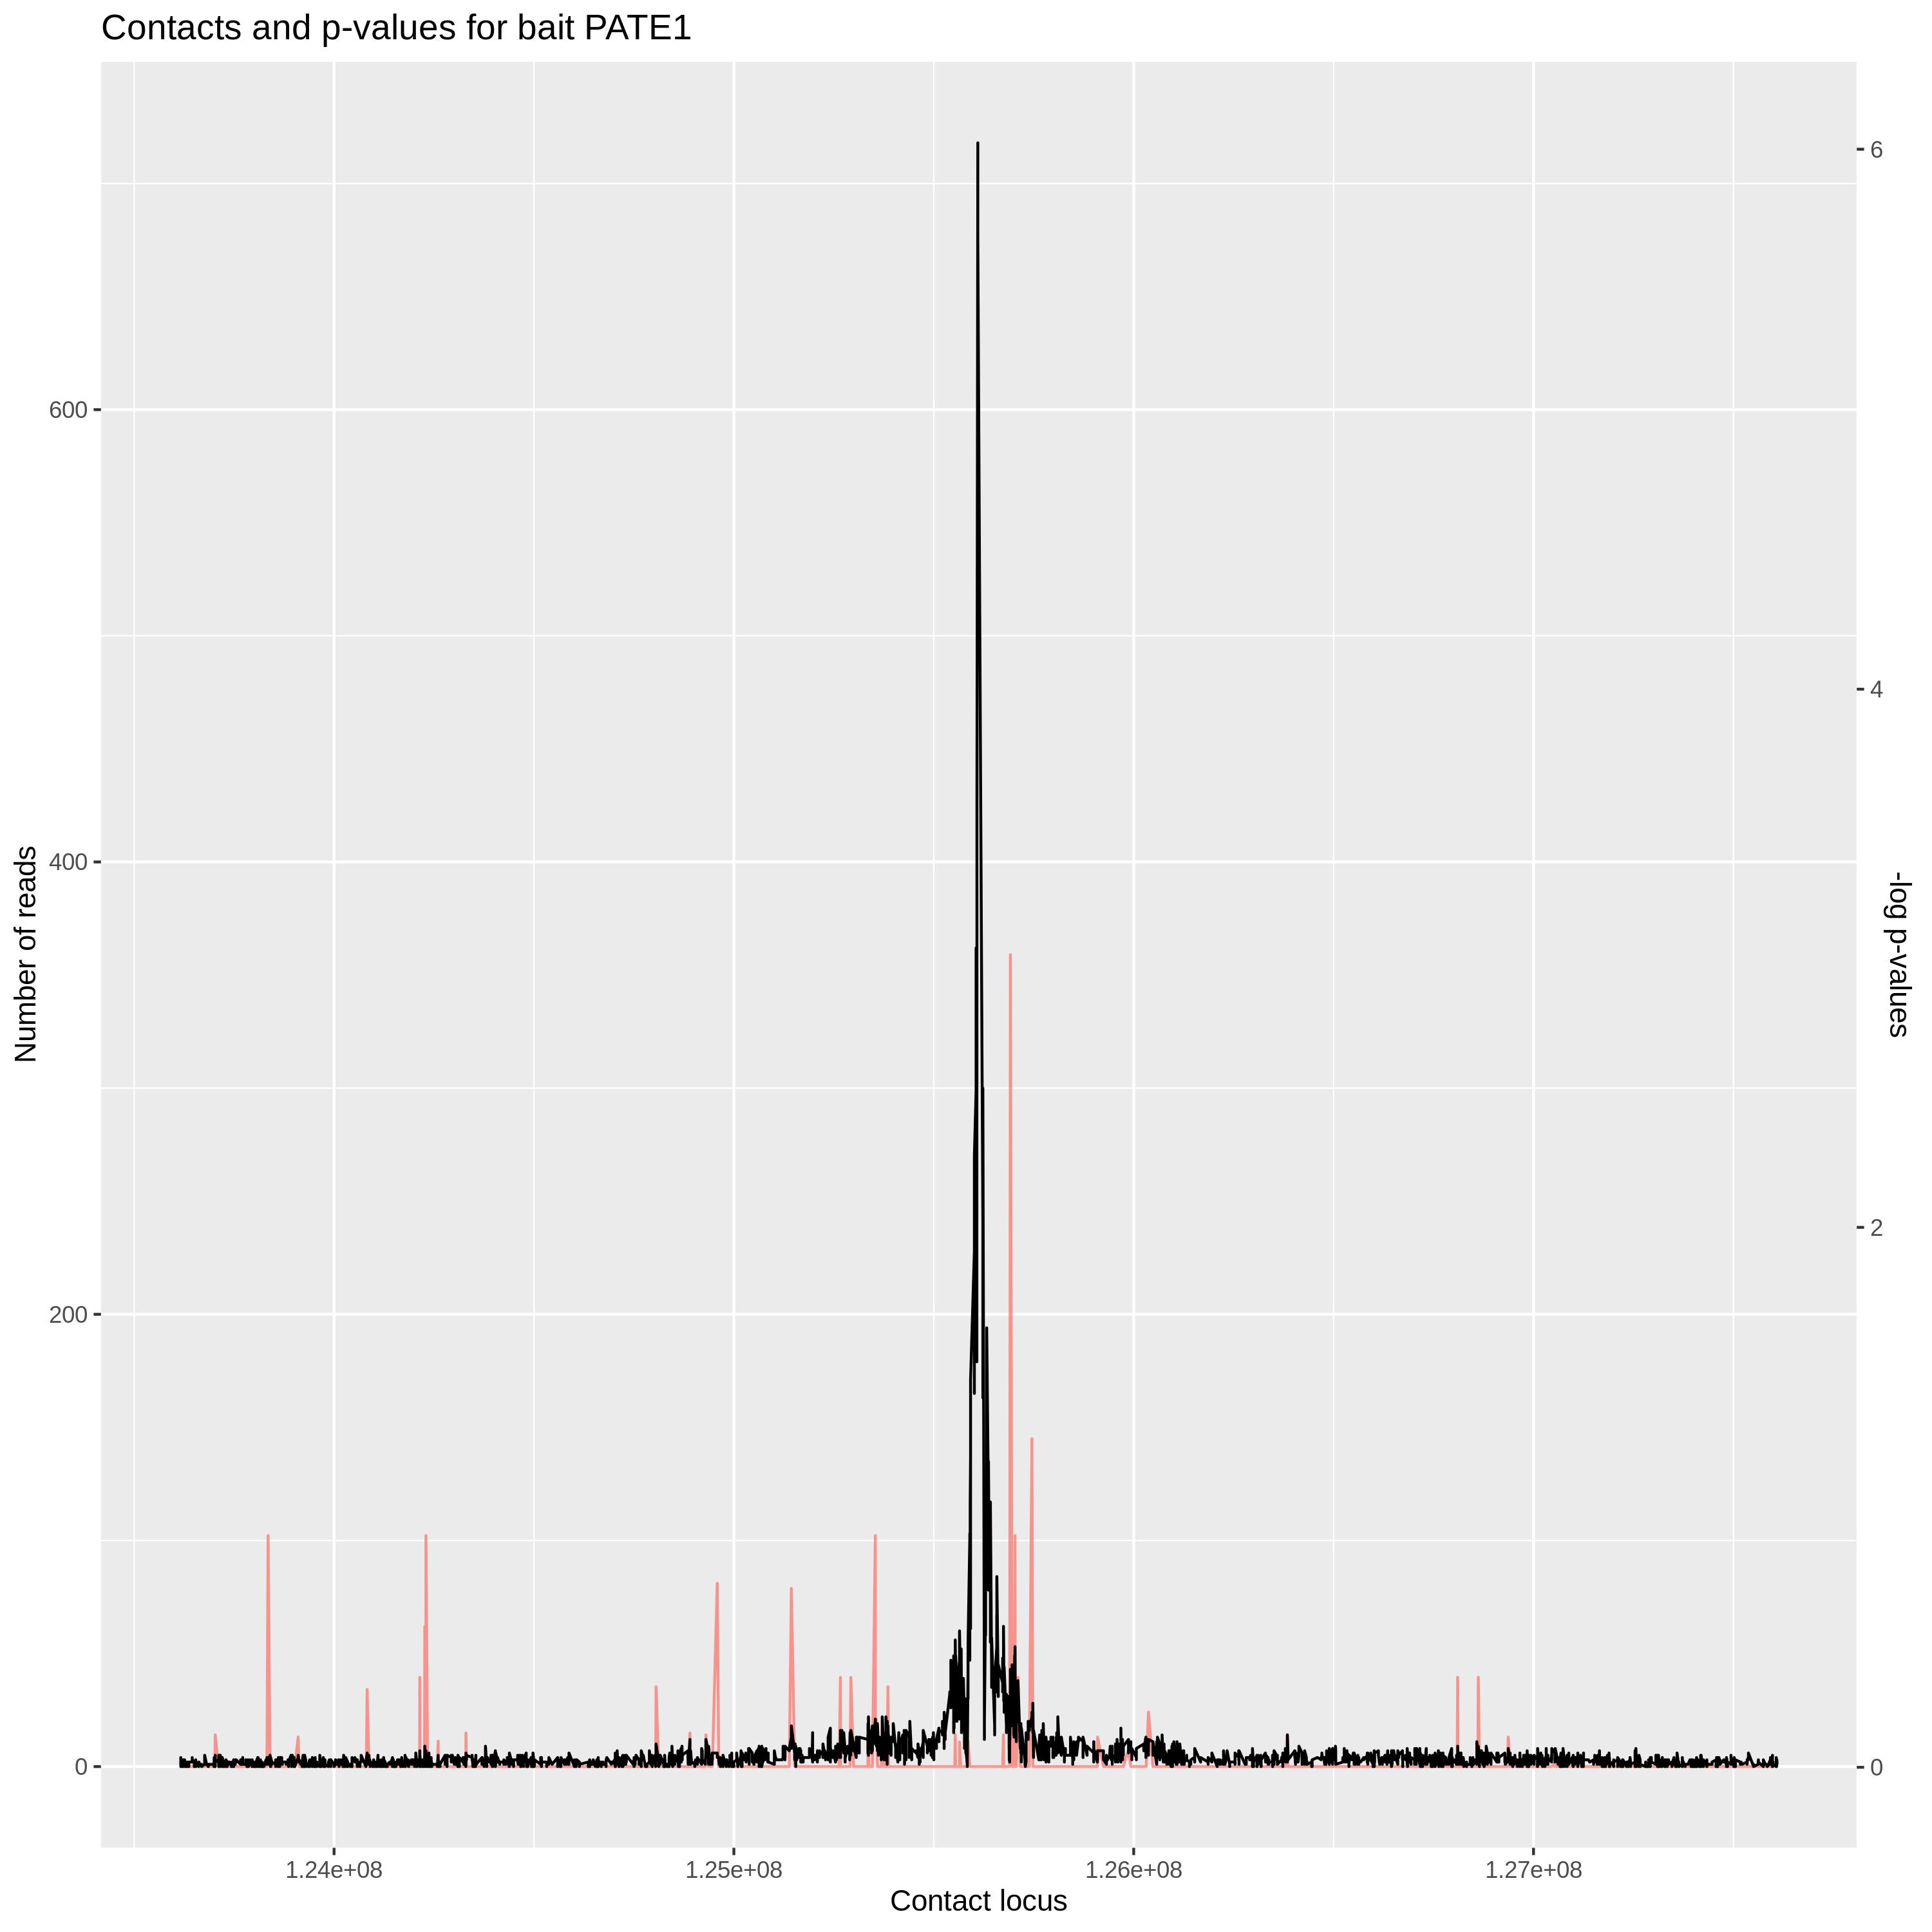 Contacts and p-values for bait PATE1
6
600
4
400
Number of reads
-log p-values
2
200
0
0
1.24e+08 1.25e+08 1.26e+08 1.27e+08
Contact locus